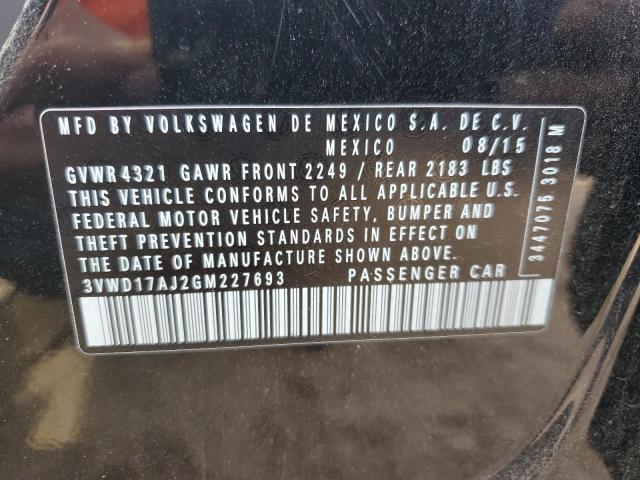 MFD BY VOLKSWAGEN DE MEXICO S.A. DE C.V.
MEXICO 08/15
GVWR 4321 GAWR FRONT 2249 / REAR 2183 LBS
THIS VEHICLE CONFORMS TO ALL APPLICABLE U.S.
FEDERAL MOTOR VEHICLE SAFETY, BUMPER AND
THEFT PREVENTION STANDARDS IN EFFECT ON
THE DATE OF MANUFACTURE SHOWN ABOVE.
3VWD17AJ2GM227693 PASSENGER CAR
3447076 3018 M